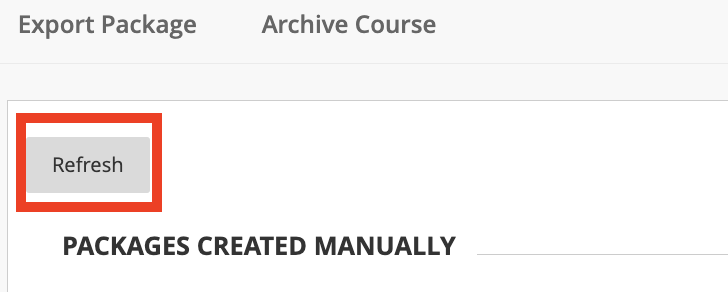 Export Package Archive Course
Refresh
PACKAGES CREATED MANUALLY